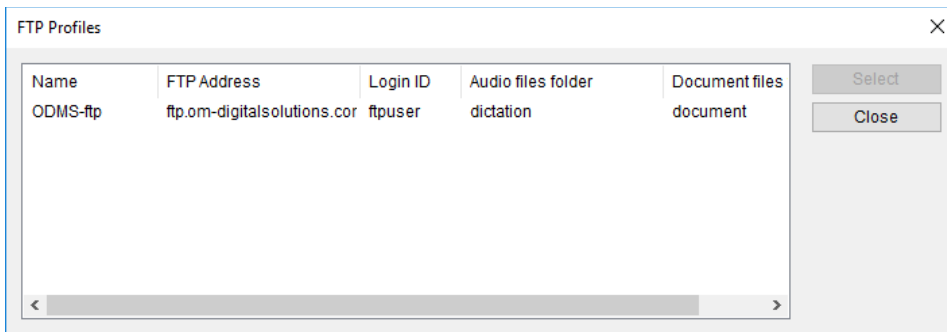 FTP Profiles
Name FTP Address Login ID Audio files folder Document files
ODMS-ftp ftp.om-digitalsolutions.cor ftpuser dictation document
Select
Close